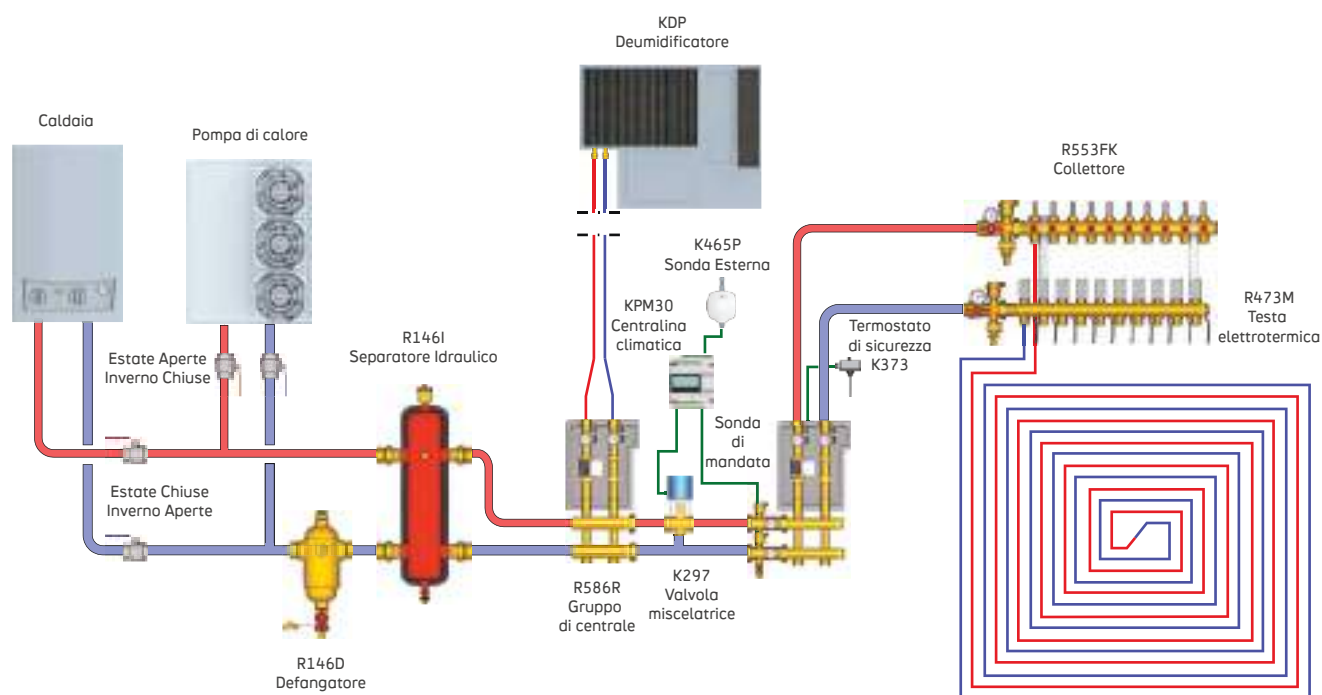 KDP
Deumidificatore
Caldaia
Pompa di calore
R553FK
Collettore
K465P
Sonda Esterna
KPM30
Centralina
climatica
R473M
Testa
elettrotermica
Termostato
di sicurezza
K373
R146I
Separatore Idraulico
Estate Aperte
Inverno Chiuse
Sonda
di
mandata
Estate Chiuse
Inverno Aperte
R586R
Gruppo
di centrale
K297
Valvola
miscelatrice
R146D
Defangatore